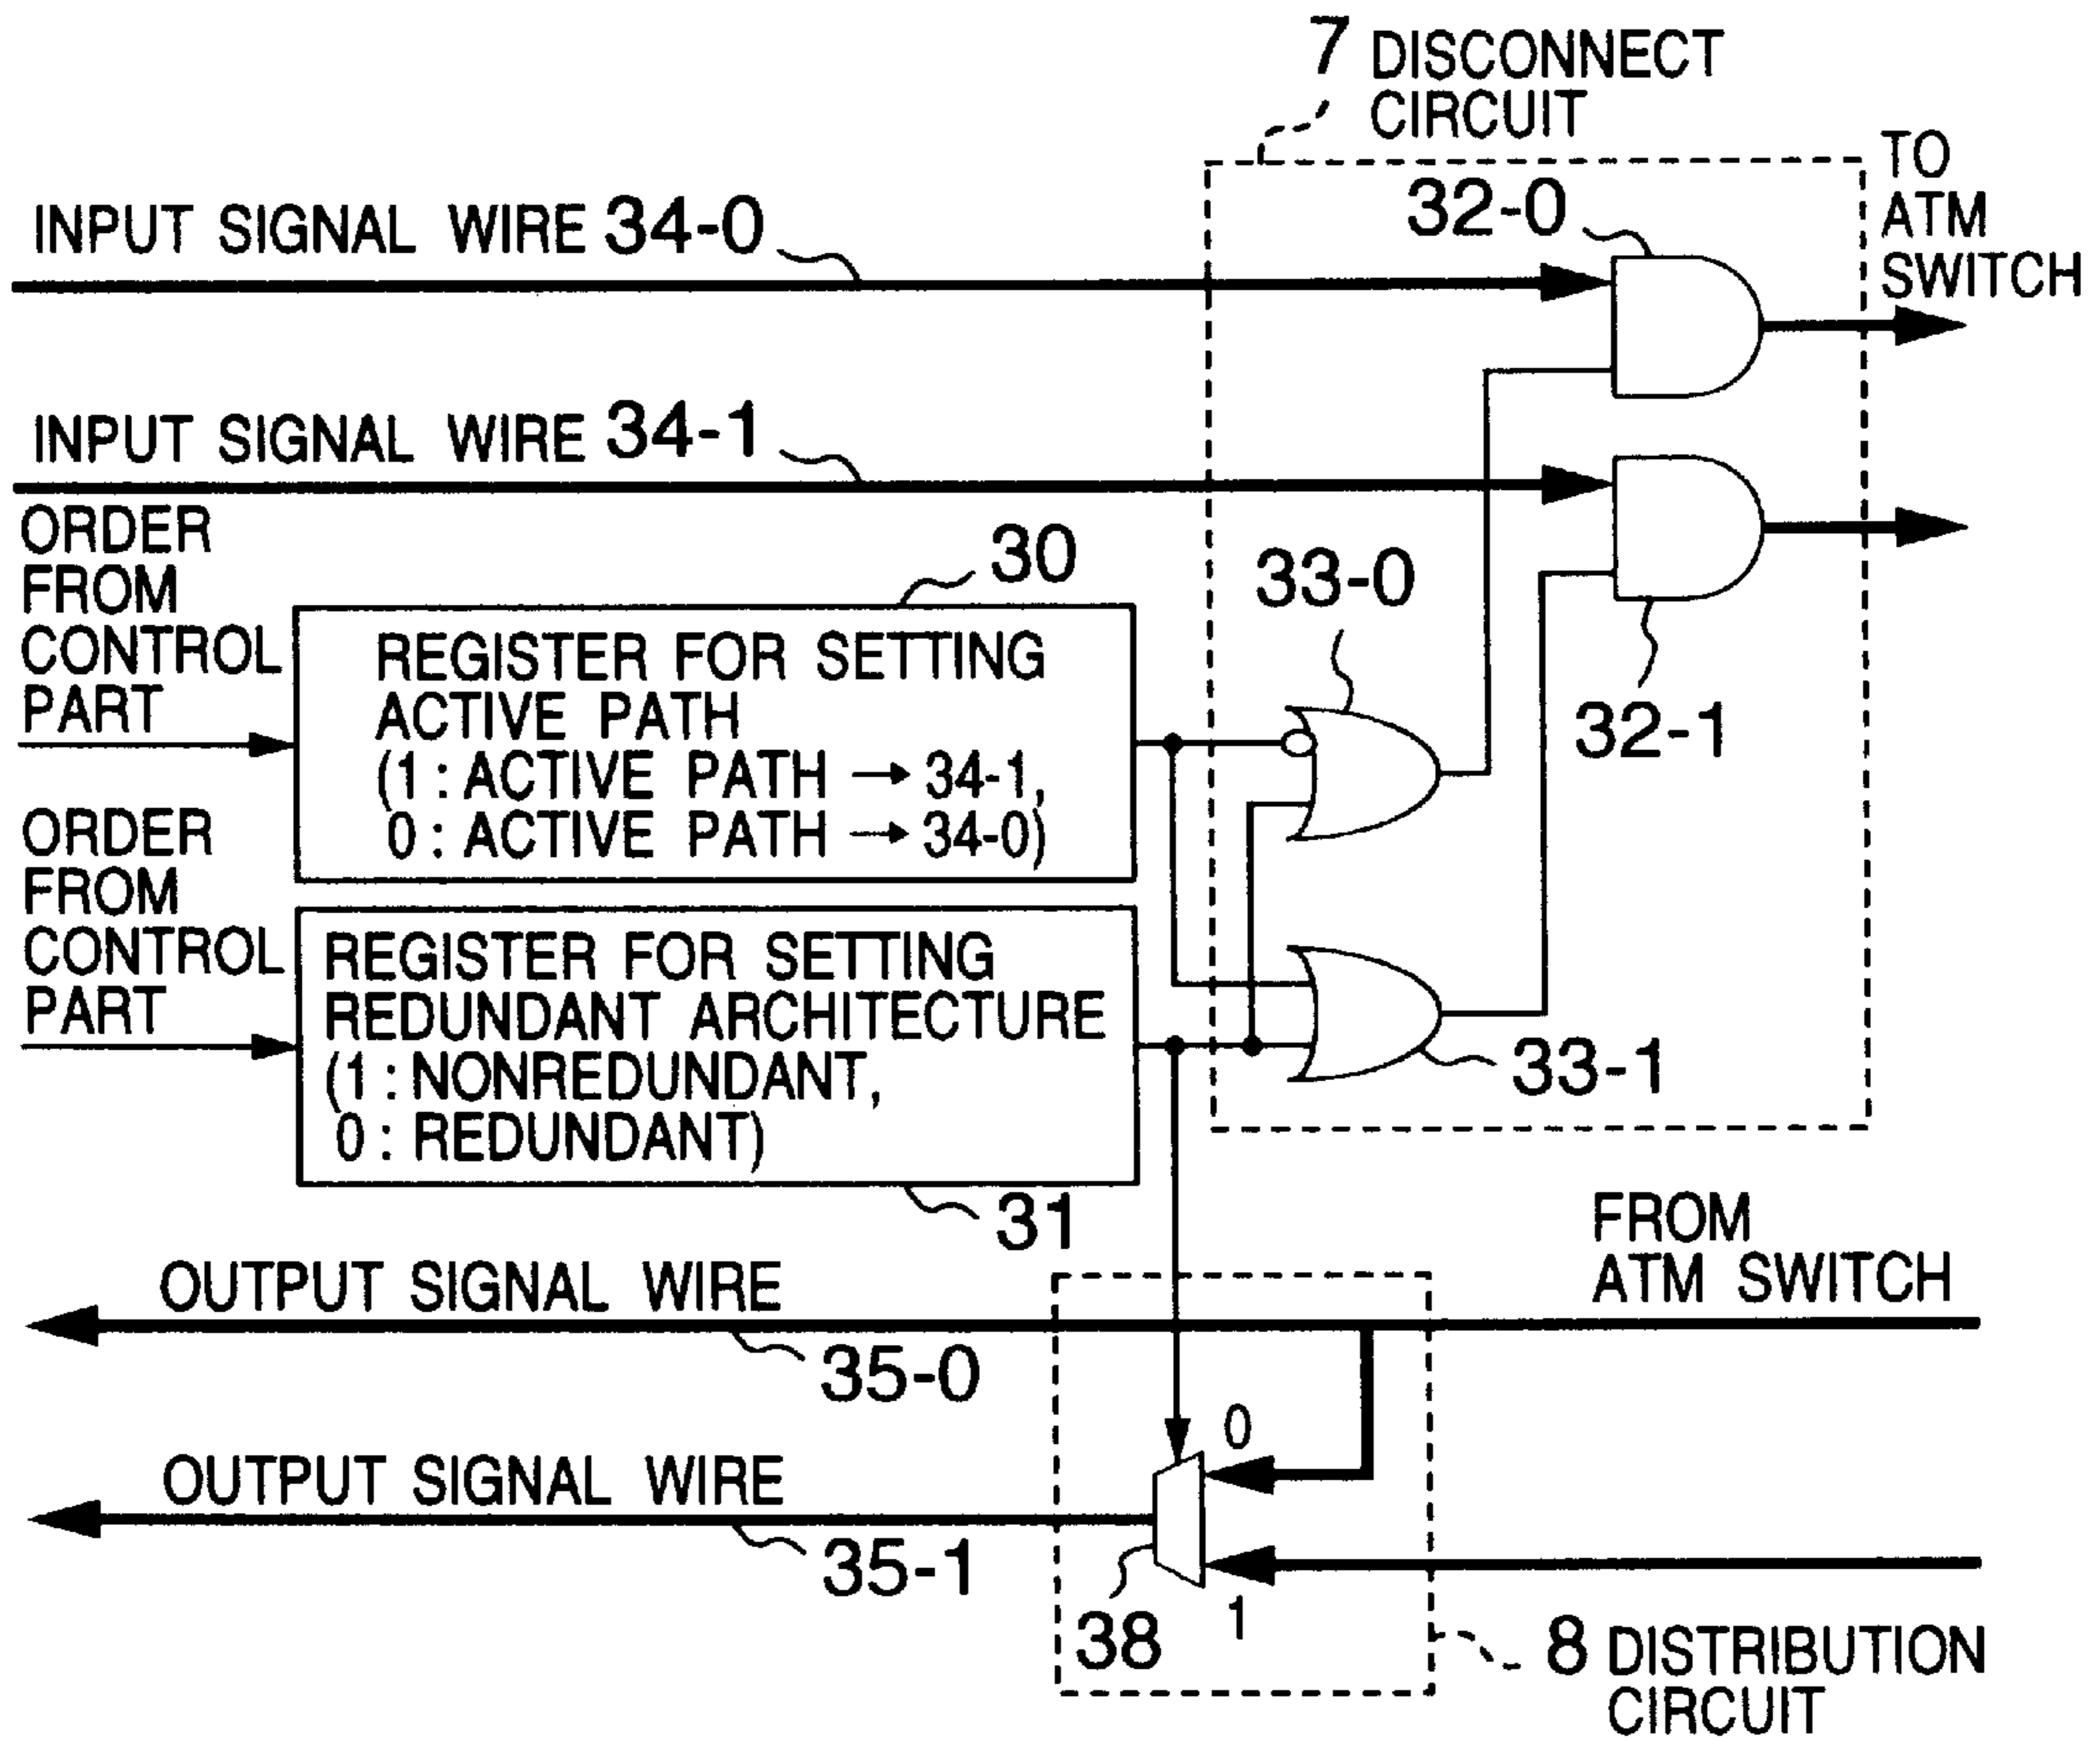 7 DISCONNECT
CIRCUIT
TO
ATM
SWITCH
32-0
INPUT SIGNAL WIRE 34-0
INPUT SIGNAL WIRE 34-1
32-1
ORDER
FROM
CONTROL
PART
30
REGISTER FOR SETTING
ACTIVE PATH
(1 : ACTIVE PATH → 34-1,
0 : ACTIVE PATH → 34-0)
33-0
ORDER
FROM
CONTROL
PART
REGISTER FOR SETTING
REDUNDANT ARCHITECTURE
(1 : NONREDUNDANT,
0 : REDUNDANT)
31
33-1
FROM
ATM SWITCH
OUTPUT SIGNAL WIRE
35-0
0
OUTPUT SIGNAL WIRE
35-1
38
1
8 DISTRIBUTION
CIRCUIT